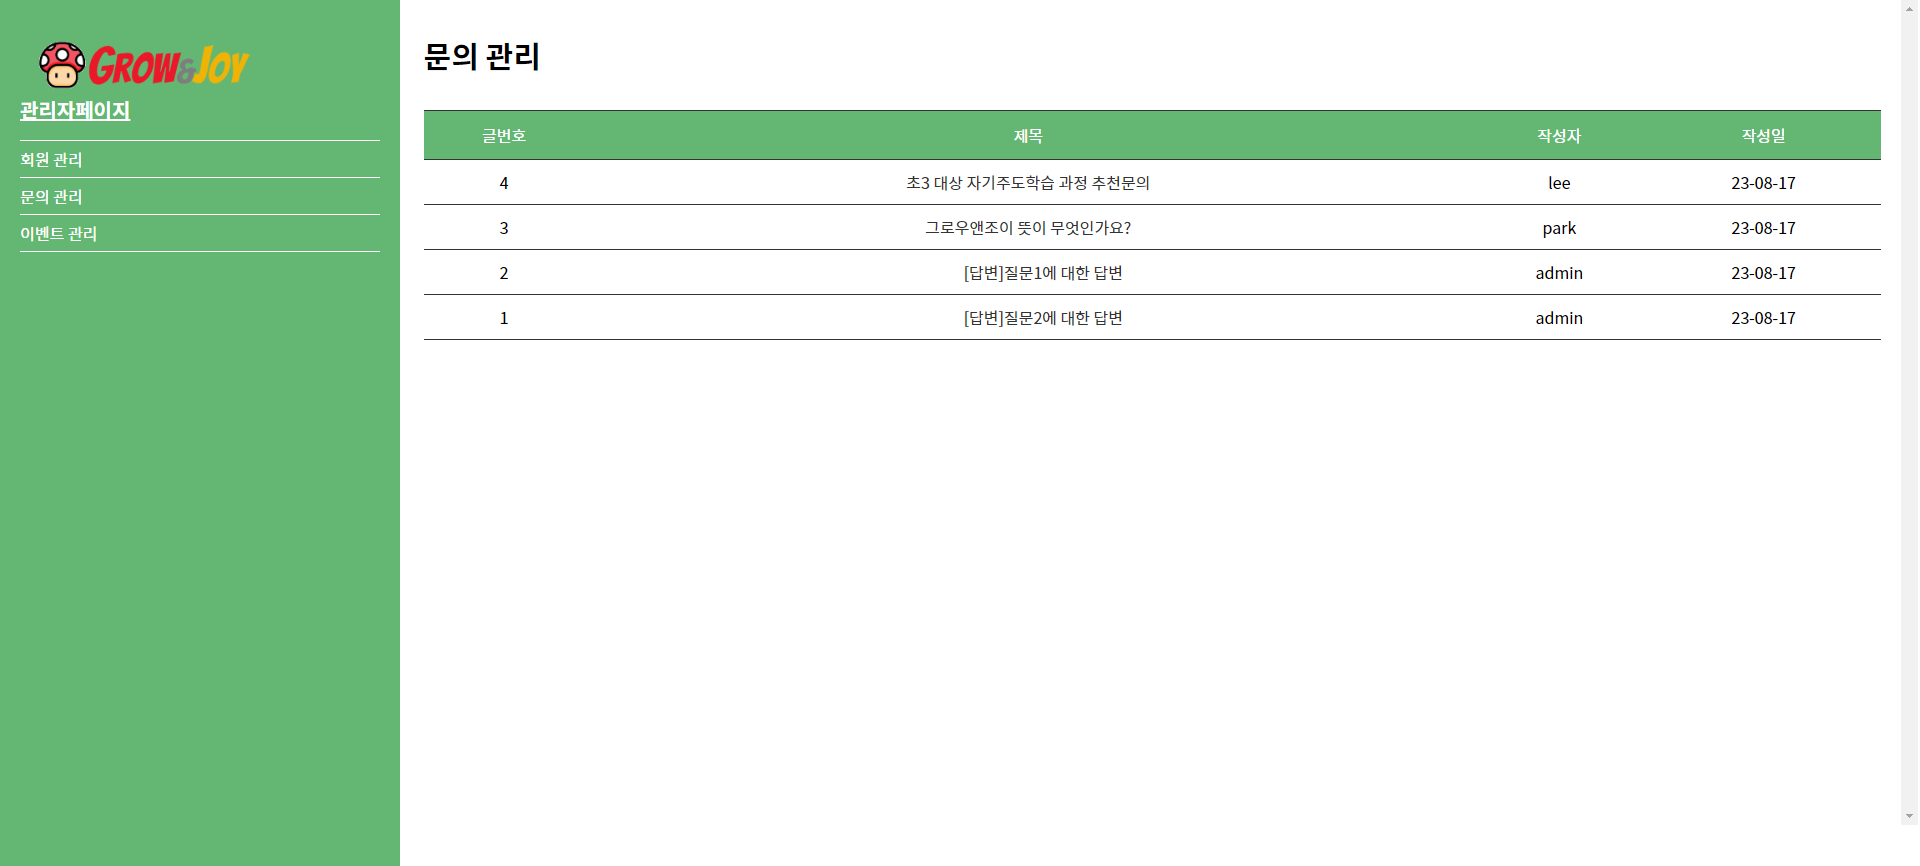 GROW&JOY
관리자페이지
회원 관리
문의 관리
이벤트 관리
문의 관리
글번호 제목 작성자 작성일
4 초3 대상 자기주도학습 과정 추천문의 lee 23-08-17
3 그로우앤조이 뜻이 무엇인가요? park 23-08-17
2 [답변]질문1에 대한 답변 admin 23-08-17
1 [답변]질문2에 대한 답변 admin 23-08-17